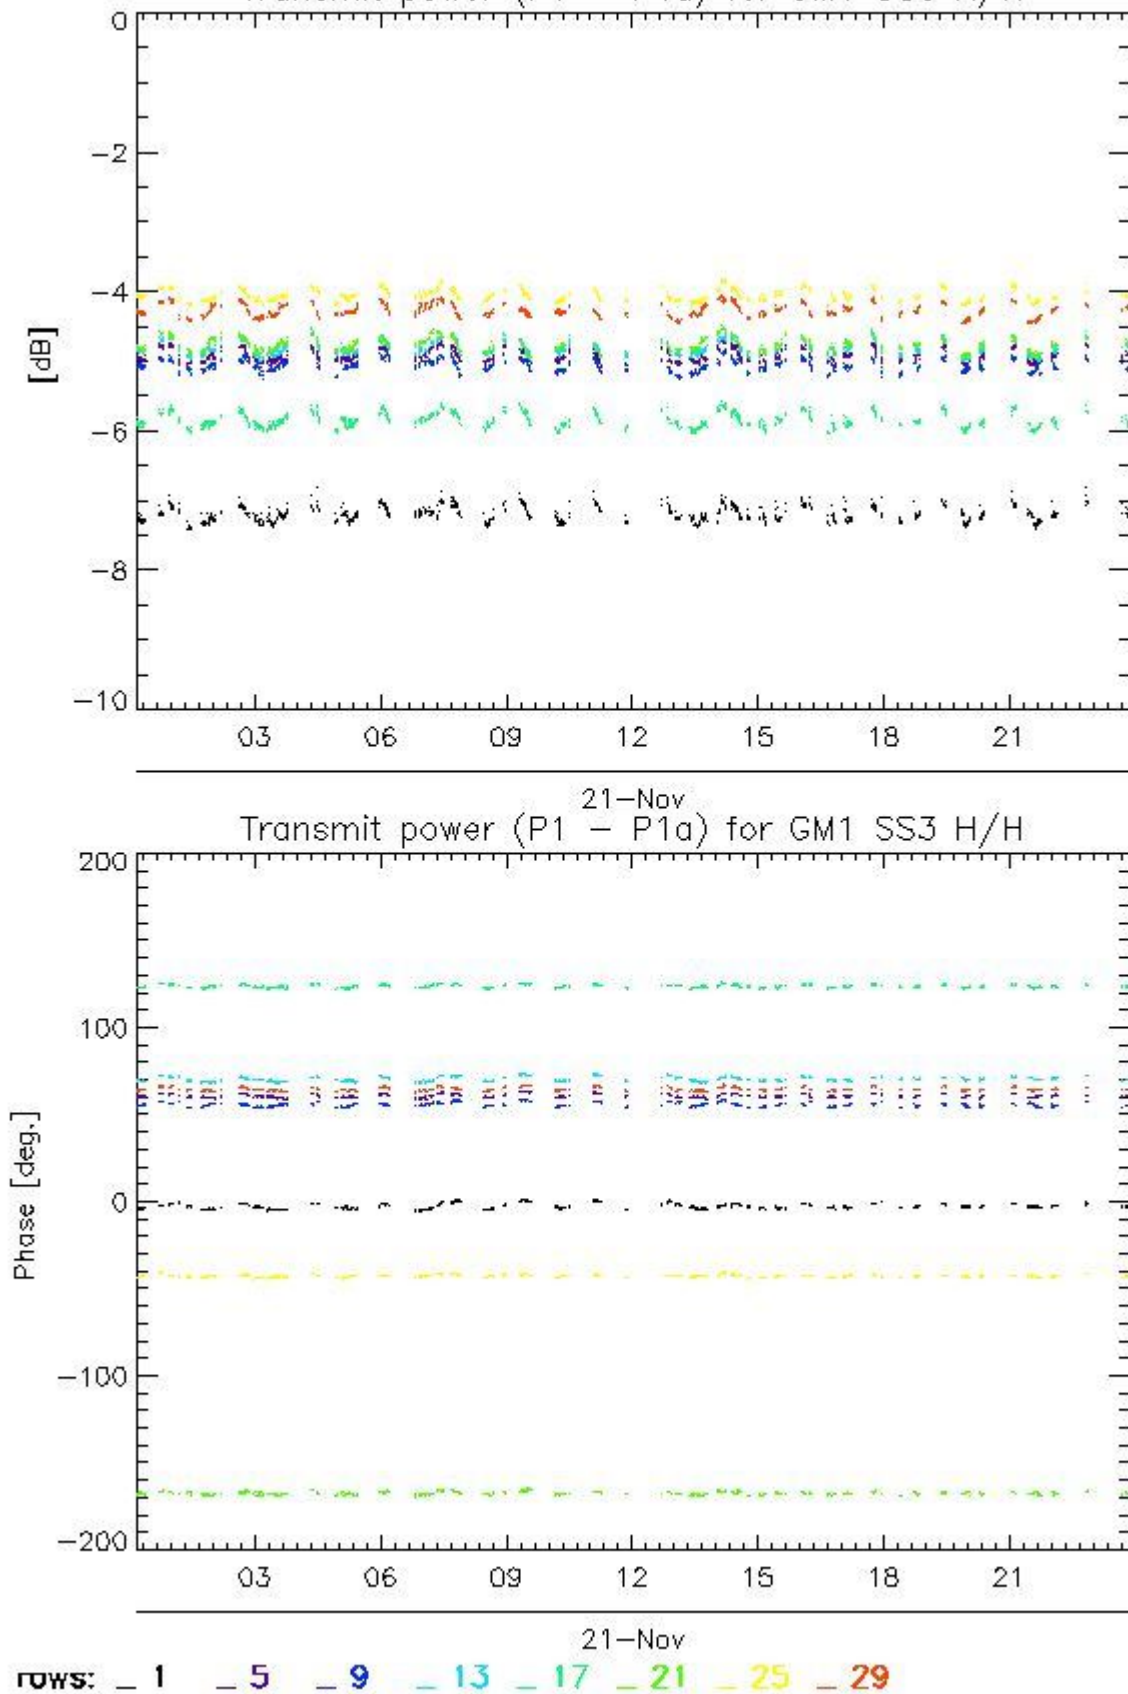 0
−2
−4
[dB]
−6
−8
−10
03 06 09 12 15 18 21
21−Nov
Transmit power (P1 − P1a) for GM1 SS3 H/H
200
100
0
Phase [deg.]
−100
−200
03 06 09 12 15 18 21
21−Nov
rows: _ 1 _ 5 _ 9 _ 13 _ 17 _ 21 _ 25 _ 29